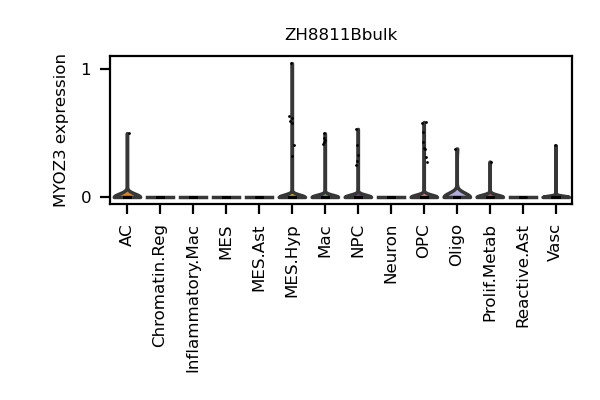 ZH8811Bbulk
MYOZ3 expression
1
0
AC
Chromatin.Reg
Inflammatory.Mac
MES
MES.Ast
MES.Hyp
Mac
NPC
Neuron
OPC
Oligo
Prolif.Metab
Reactive.Ast
Vasc